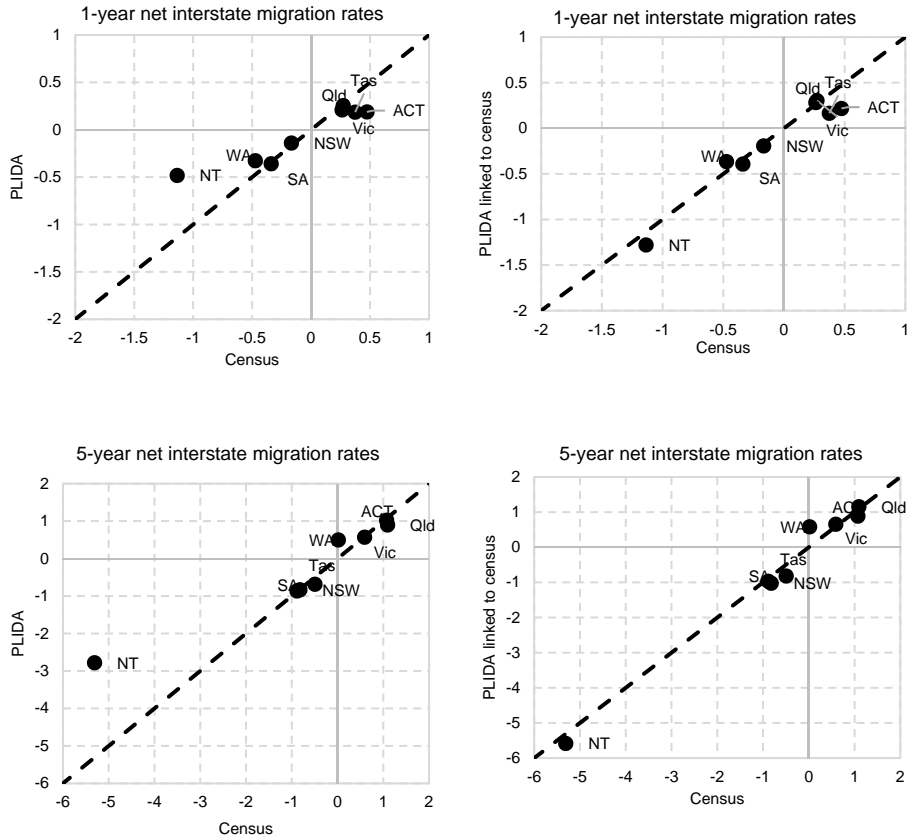 1-year net interstate migration rates
1
0.5
0
-0.5
-1
-1.5
-2
PLIDA
Tas
Qld
ACT
Vic
NSW
WA
SA
NT
-2 -1.5 -1 -0.5 0 0.5 1
Census
1-year net interstate migration rates
1
0.5
0
-0.5
-1
-1.5
-2
PLIDA linked to census
Tas
Qld
ACT
Vic
NSW
WA
SA
NT
-2 -1.5 -1 -0.5 0 0.5 1
Census
5-year net interstate migration rates
2
1
0
-1
-2
-3
-4
-5
-6
PLIDA
ACT
Qld
WA
Vic
Tas
SA
NSW
NT
-6 -5 -4 -3 -2 -1 0 1 2
Census
5-year net interstate migration rates
2
1
0
-1
-2
-3
-4
-5
-6
PLIDA linked to census
ACT
Qld
WA
Vic
Tas
SA
NSW
NT
-6 -5 -4 -3 -2 -1 0 1 2
Census